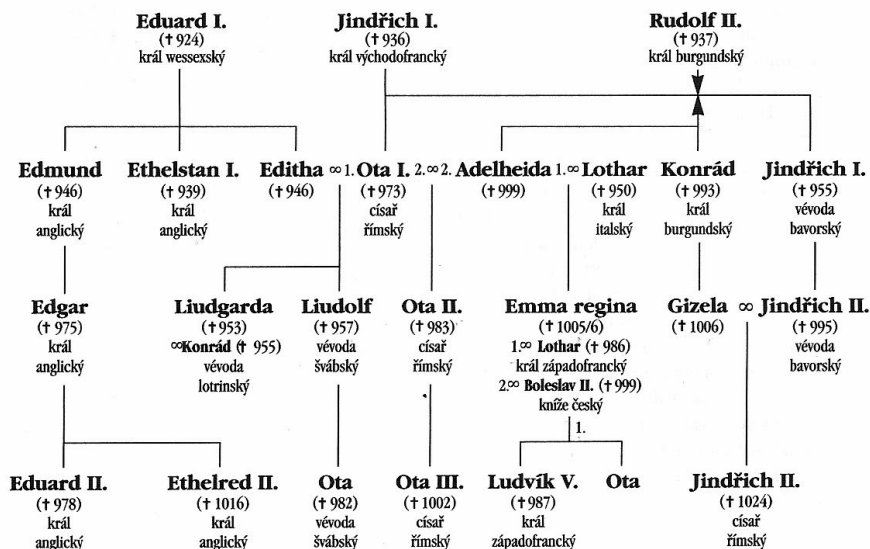 Eduard I.
(† 924)
král wessexský
Jindřich I.
(† 936)
král východofrancký
Rudolf II.
(† 937)
král burgundský
Edmund
(† 946)
král
anglický
Ethelstan I.
(† 939)
král
anglický
Editha ∞ 1.
(† 946)
Ota I. 2.∞ 2.
(† 973)
císař
římský
Adelheida 1.∞
(† 999)
Lothar
(† 950)
král
italský
Konrád
(† 993)
král
burgundský
Jindřich I.
(† 955)
vévoda
bavorský
Edgar
(† 975)
král
anglický
Liudgarda
(† 953)
∞Konrád († 955)
vévoda
lotrinský
Liudolf
(† 957)
vévoda
švábský
Ota II.
(† 983)
císař
římský
Emma regina
(† 1005/6)
1.∞ Lothar († 986)
král západofrancký
2.∞ Boleslav II. († 999)
kníže český
1.
Gizela ∞
(† 1006)
Jindřich II.
(† 995)
vévoda
bavorský
Eduard II.
(† 978)
král
anglický
Ethelred II.
(† 1016)
král
anglický
Ota
(† 982)
vévoda
švábský
Ota III.
(† 1002)
císař
římský
Ludvík V.
(† 987)
král
západofrancký
Ota
Jindřich II.
(† 1024)
císař
římský